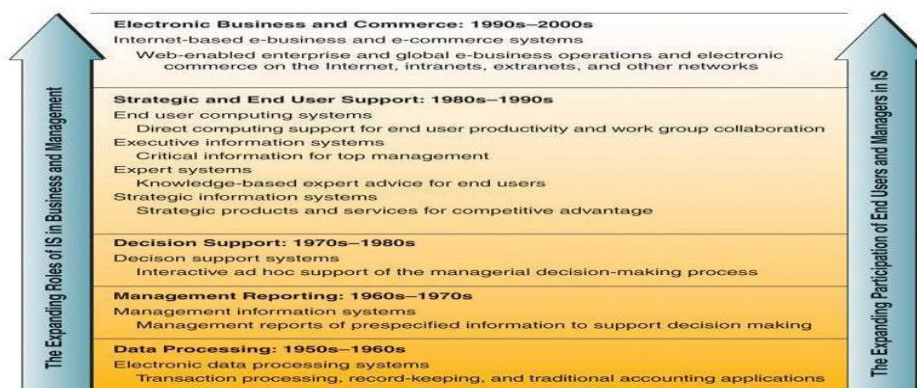 The Expanding Roles of IS in Business and Management
Electronic Business and Commerce: 1990s–2000s
Internet-based e-business and e-commerce systems
Web-enabled enterprise and global e-business operations and electronic
commerce on the Internet, intranets, extranets, and other networks
Strategic and End User Support: 1980s–1990s
End user computing systems
Direct computing support for end user productivity and work group collaboration
Executive information systems
Critical information for top management
Expert systems
Knowledge-based expert advice for end users
Strategic information systems
Strategic products and services for competitive advantage
Decision Support: 1970s–1980s
Decison support systems
Interactive ad hoc support of the managerial decision-making process
Management Reporting: 1960s–1970s
Management information systems
Management reports of prespecified information to support decision making
Data Processing: 1950s–1960s
Electronic data processing systems
Transaction processing, record-keeping, and traditional accounting applications
The Expanding Participation of End Users and Managers in IS